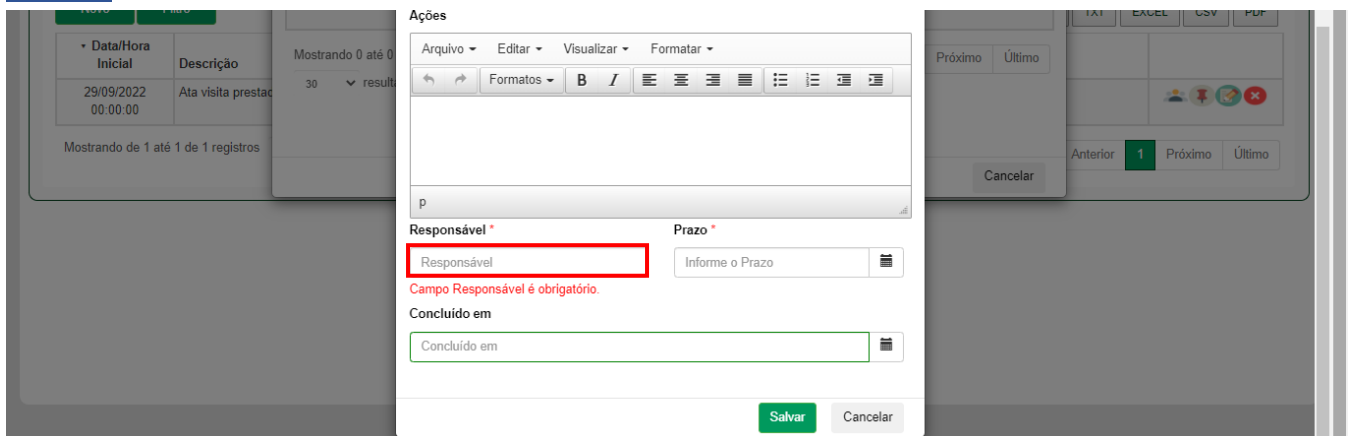 Novo Filtro
TXT EXCEL CSV PDF
Ações
Arquivo Editar Visualizar Formatar
Formatos B I
Data/Hora Inicial Descrição
29/09/2022 00:00:00 Ata visita prestac
Mostrando de 1 até 1 de 1 registros
Mostrando 0 até 0
30 result
Próximo Último
Cancelar
Anterior 1 Próximo Último
p
Responsável * Prazo *
Responsável Informe o Prazo
Campo Responsável é obrigatório.
Concluído em
Concluído em
Salvar Cancelar